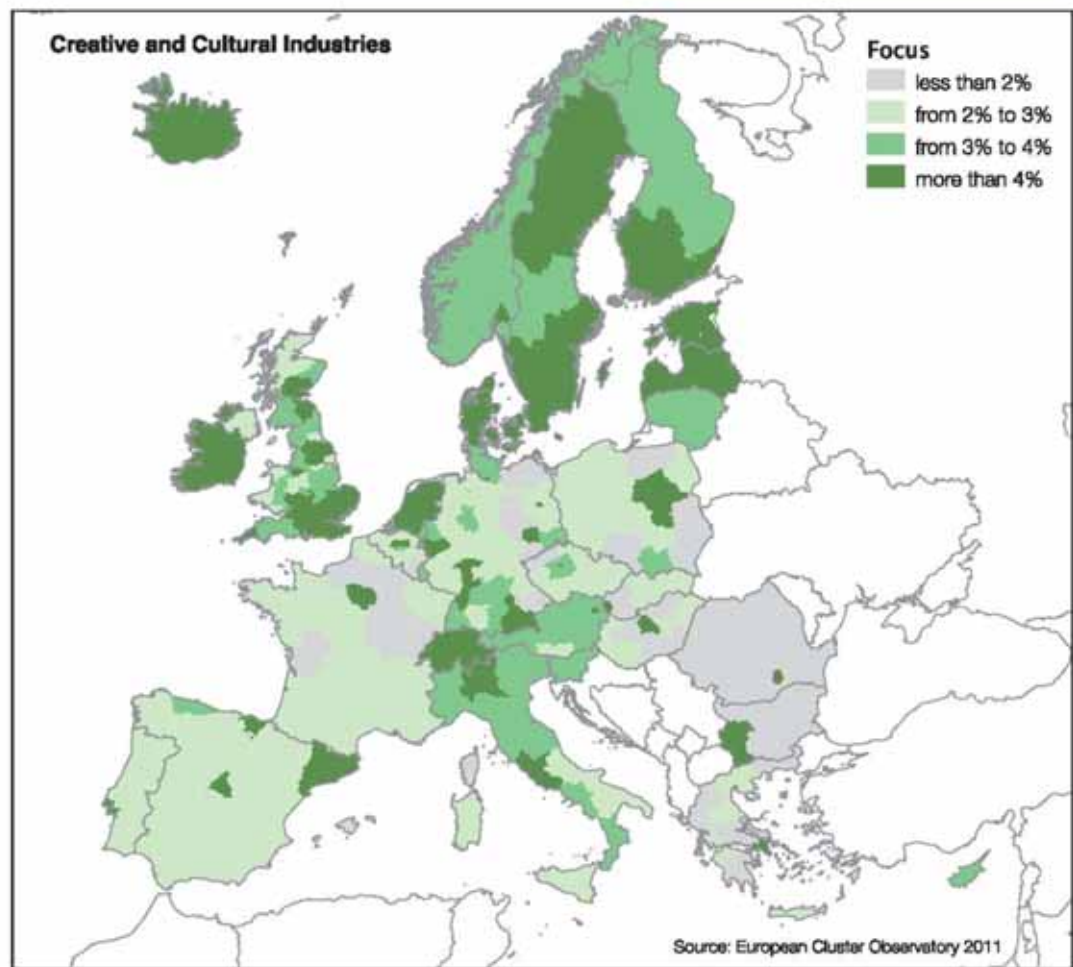 Creative and Cultural Industries
Focus
less than 2%
from 2% to 3%
from 3% to 4%
more than 4%
Source: European Cluster Observatory 2011